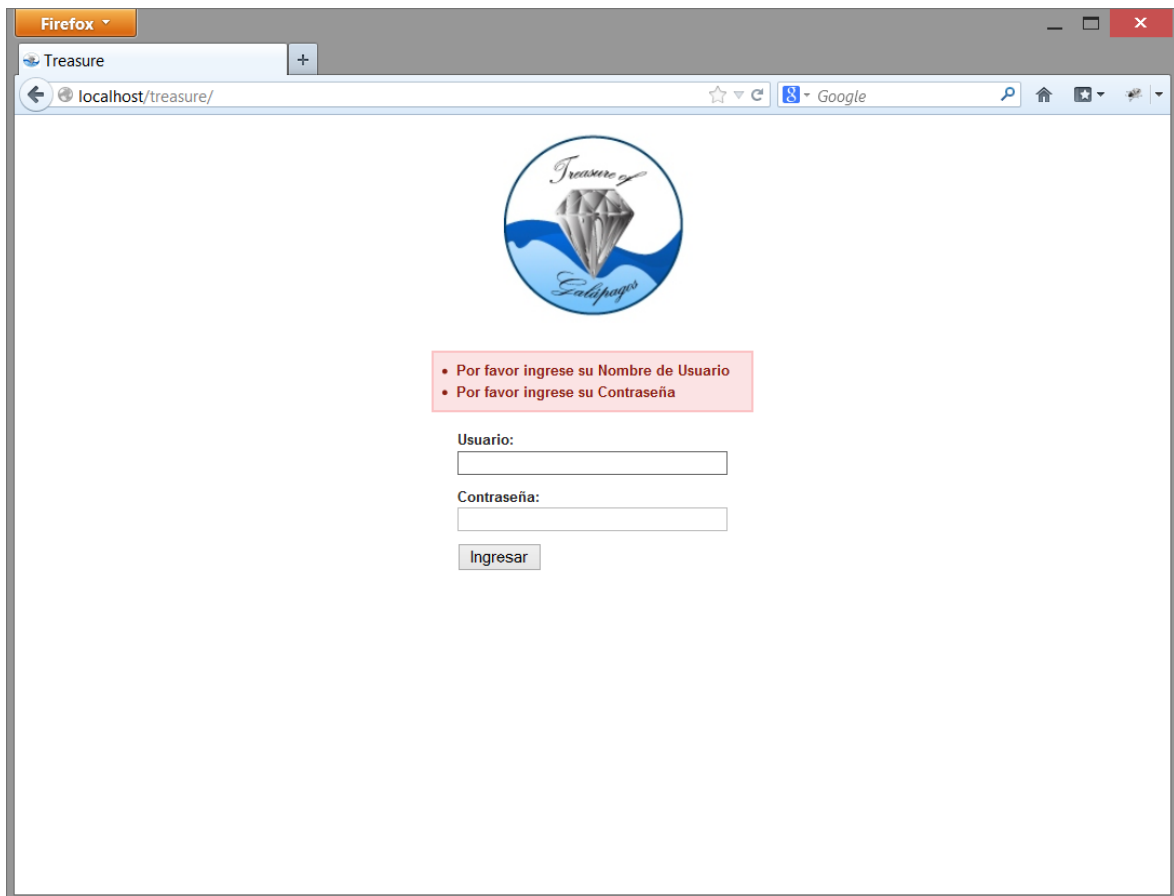 Firefox
Treasure
localhost/treasure/
Google
Treasure of
Galápagos
Por favor ingrese su Nombre de Usuario
Por favor ingrese su Contraseña
Usuario:
Contraseña:
Ingresar